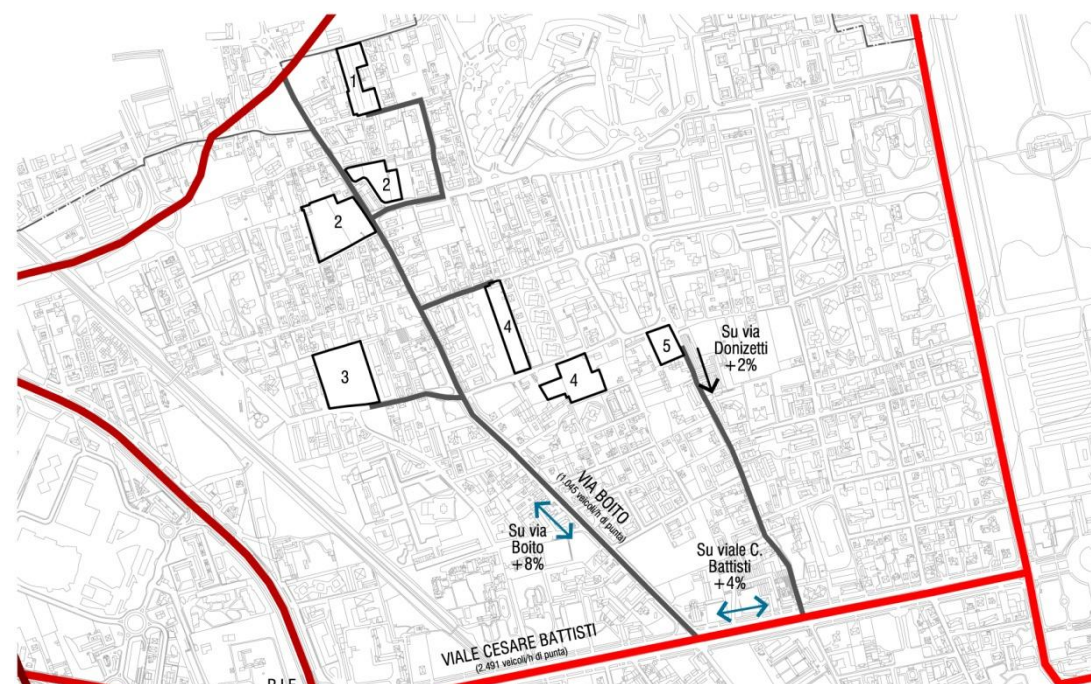 1
2
2
4
3
5
4
Su via
Donizetti
+2%
VIA BOITO
(1.045 veicoli/h di punta)
Su via
Boito
+8%
Su viale C.
Battisti
+4%
VIALE CESARE BATTISTI
(2.491 veicoli/h di punta)